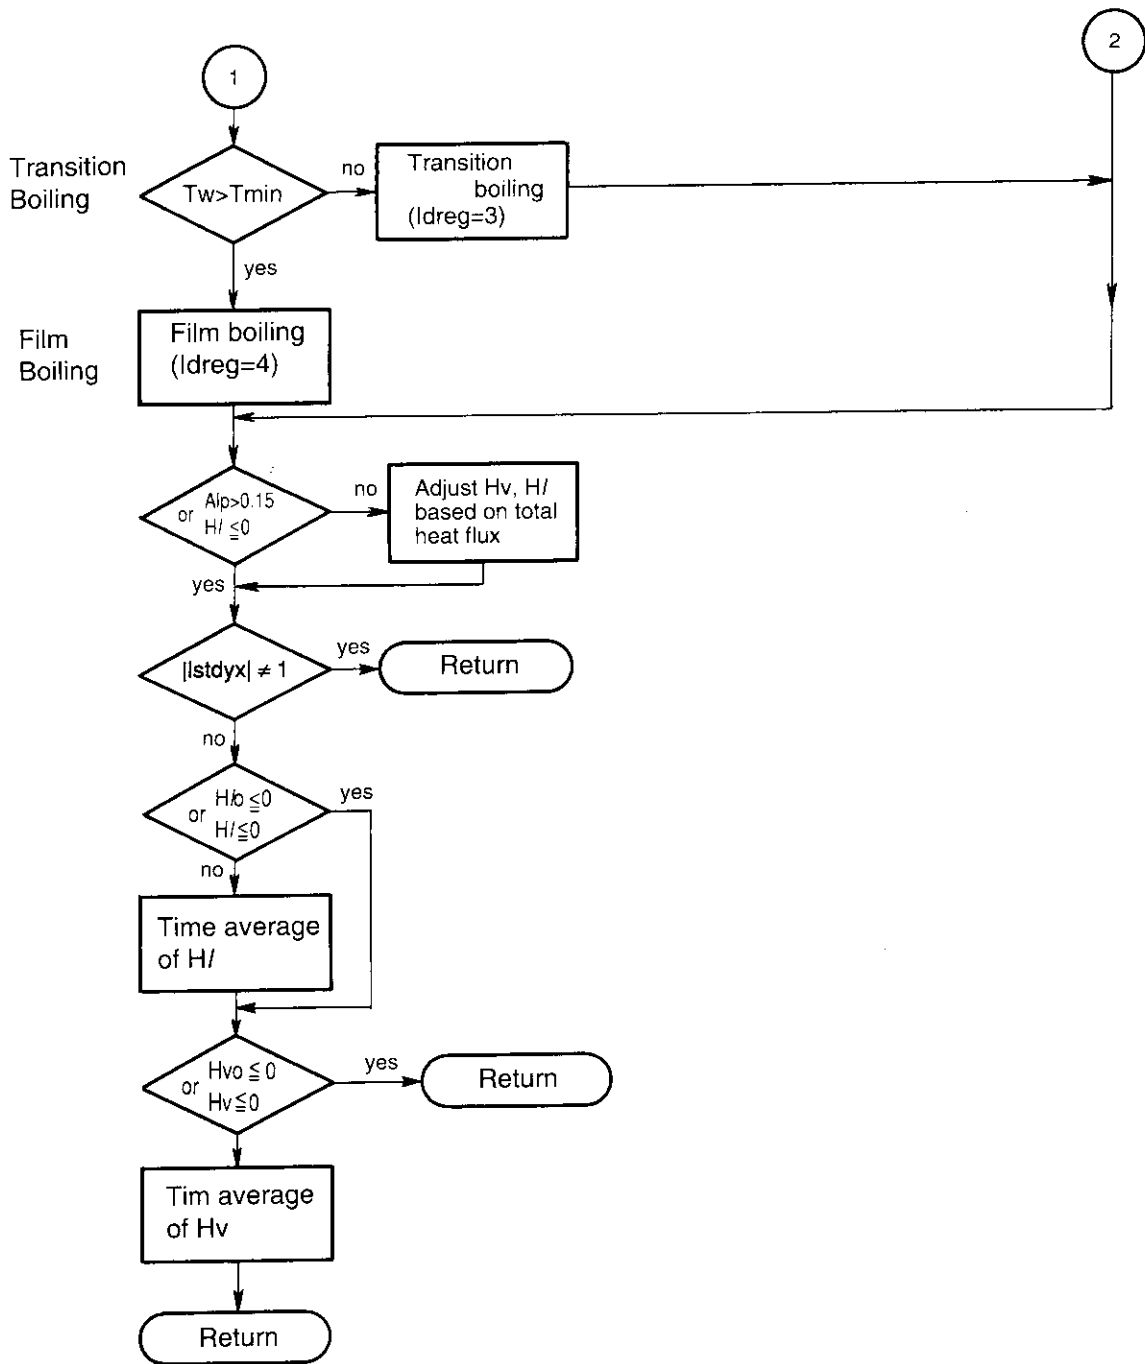 1
2
Transition
Boiling
Tw>Tmin
no
Transition
boiling
(Idreg=3)
yes
Film
Boiling
Film boiling
(Idreg=4)
or Alp>0.15
Hl ≦0
no
Adjust Hv, Hl
based on total
heat flux
yes
|Istdyx| ≠ 1
yes
Return
no
or Hlo ≦0
Hl≦0
yes
no
Time average
of Hl
or Hvo ≦ 0
Hv≦0
yes
Return
Tim average
of Hv
Return